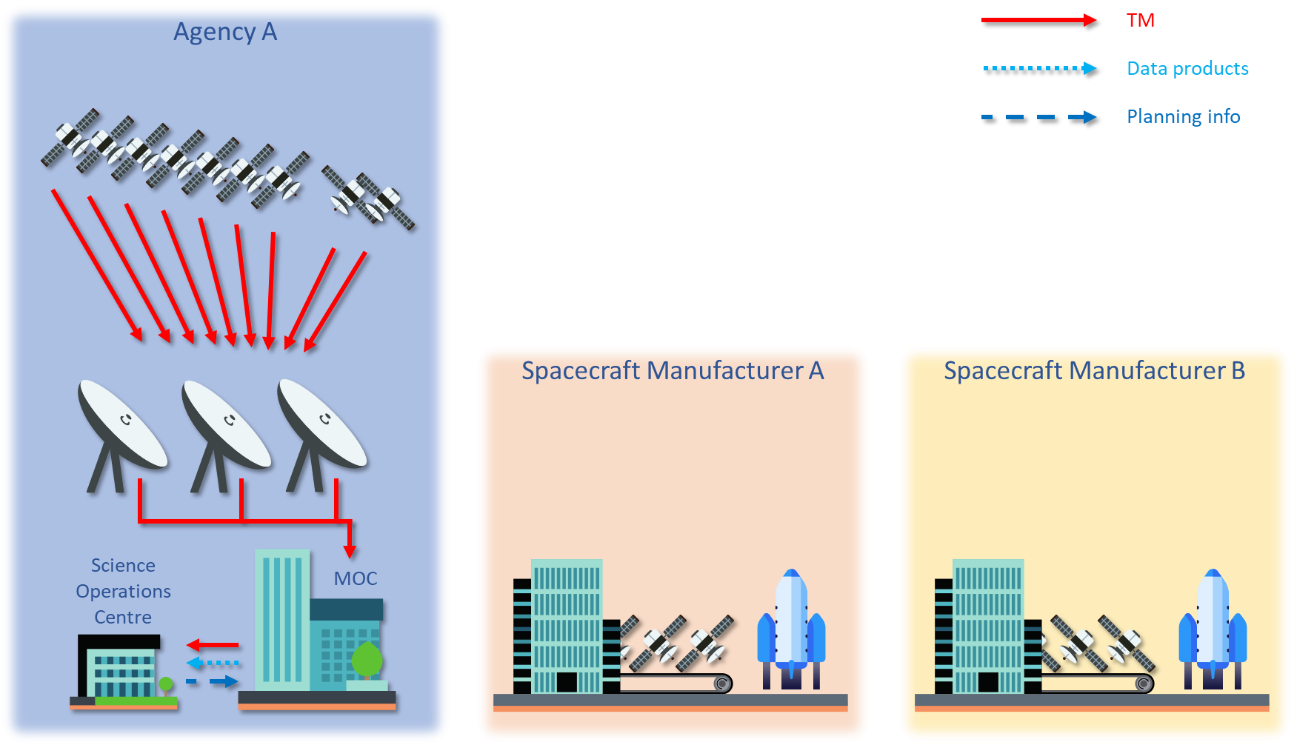 Agency A
TM
Data products
Planning info
Spacecraft Manufacturer A
Spacecraft Manufacturer B
Science
Operations
Centre
MOC